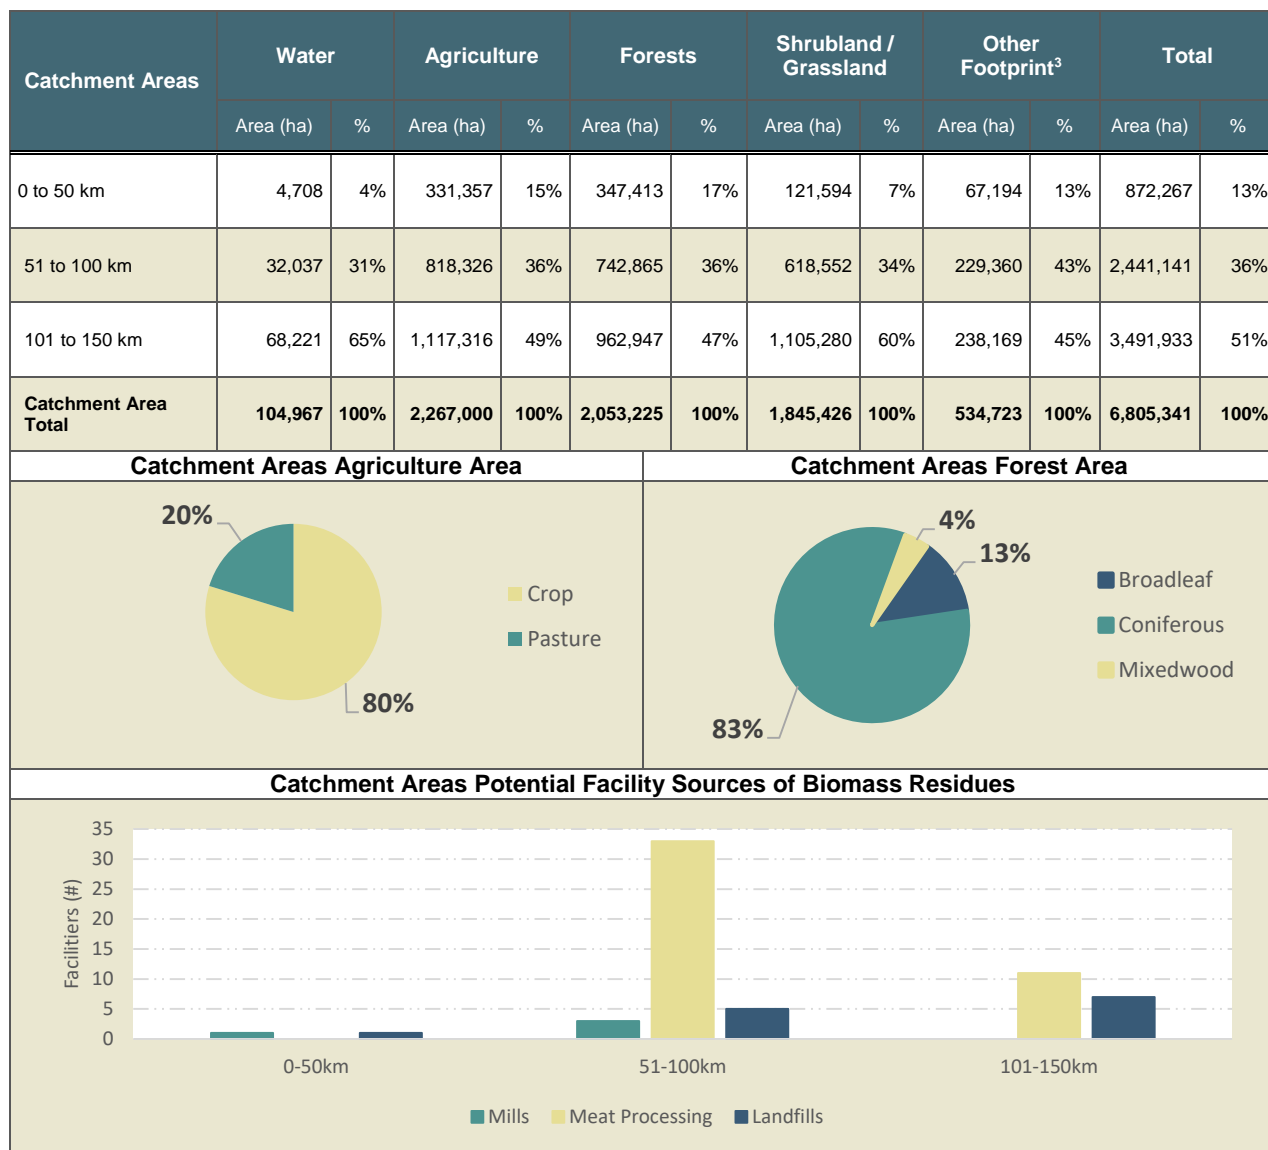 Catchment Areas Water Agriculture Forests Shrubland / Grassland Other Footprint³ Total
Area (ha) % Area (ha) % Area (ha) % Area (ha) % Area (ha) % Area (ha) %
0 to 50 km 4,708 4% 331,357 15% 347,413 17% 121,594 7% 67,194 13% 872,267 13%
51 to 100 km 32,037 31% 818,326 36% 742,865 36% 618,552 34% 229,360 43% 2,441,141 36%
101 to 150 km 68,221 65% 1,117,316 49% 962,947 47% 1,105,280 60% 238,169 45% 3,491,933 51%
Catchment Area Total 104,967 100% 2,267,000 100% 2,053,225 100% 1,845,426 100% 534,723 100% 6,805,341 100%
Catchment Areas Agriculture Area
20%
80%
Crop
Pasture
Catchment Areas Forest Area
4%
13%
83%
Broadleaf
Coniferous
Mixedwood
Catchment Areas Potential Facility Sources of Biomass Residues
Facilitiers (#)
35
30
25
20
15
10
5
0
0-50km 51-100km 101-150km
Mills Meat Processing Landfills